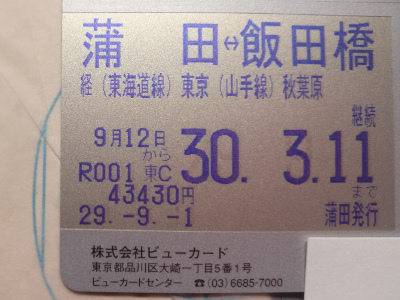 蒲田↔飯田橋
経(東海道線)東京(山手線)秋葉原
継続
9月12日から 30. 3.11まで
R001 東C
43430円
29.-9.-1 蒲田発行
株式会社ビューカード
東京都品川区大崎一丁目5番1号
ビューカードセンター ☎(03)6685-7000